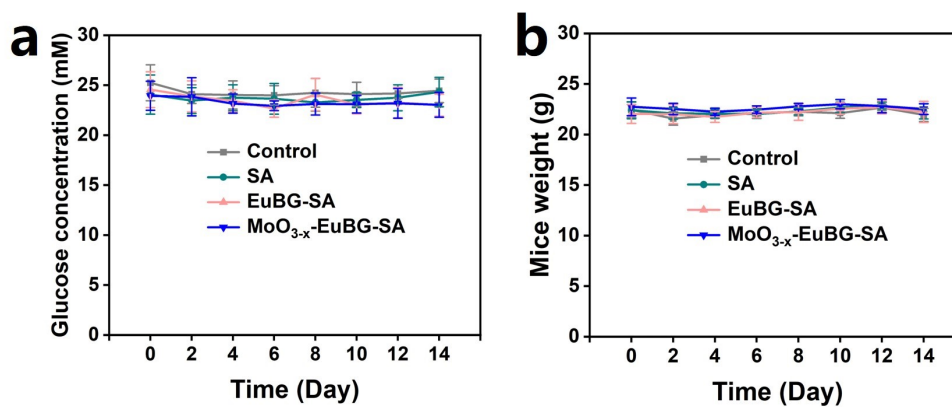 a
Glucose concentration (mM)
30
25
20
15
10
5
0
Control
SA
EuBG-SA
MoO3-x-EuBG-SA
0 2 4 6 8 10 12 14
Time (Day)
b
Mice weight (g)
30
25
20
15
10
5
0
Control
SA
EuBG-SA
MoO3-x-EuBG-SA
0 2 4 6 8 10 12 14
Time (Day)